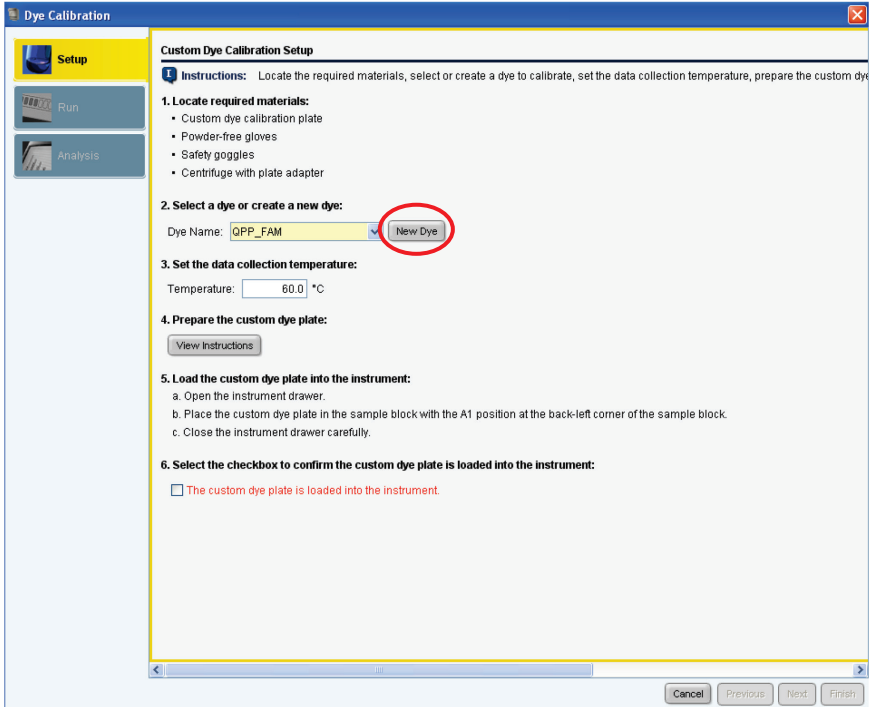 Dye Calibration
Setup
Run
Analysis
Custom Dye Calibration Setup
Instructions: Locate the required materials, select or create a dye to calibrate, set the data collection temperature, prepare the custom dye
1. Locate required materials:
• Custom dye calibration plate
• Powder-free gloves
• Safety goggles
• Centrifuge with plate adapter
2. Select a dye or create a new dye:
Dye Name: QPP_FAM New Dye
3. Set the data collection temperature:
Temperature: 60.0 °C
4. Prepare the custom dye plate:
View Instructions
5. Load the custom dye plate into the instrument:
a. Open the instrument drawer.
b. Place the custom dye plate in the sample block with the A1 position at the back-left corner of the sample block.
c. Close the instrument drawer carefully.
6. Select the checkbox to confirm the custom dye plate is loaded into the instrument:
The custom dye plate is loaded into the instrument.
Cancel Previous Next Finish